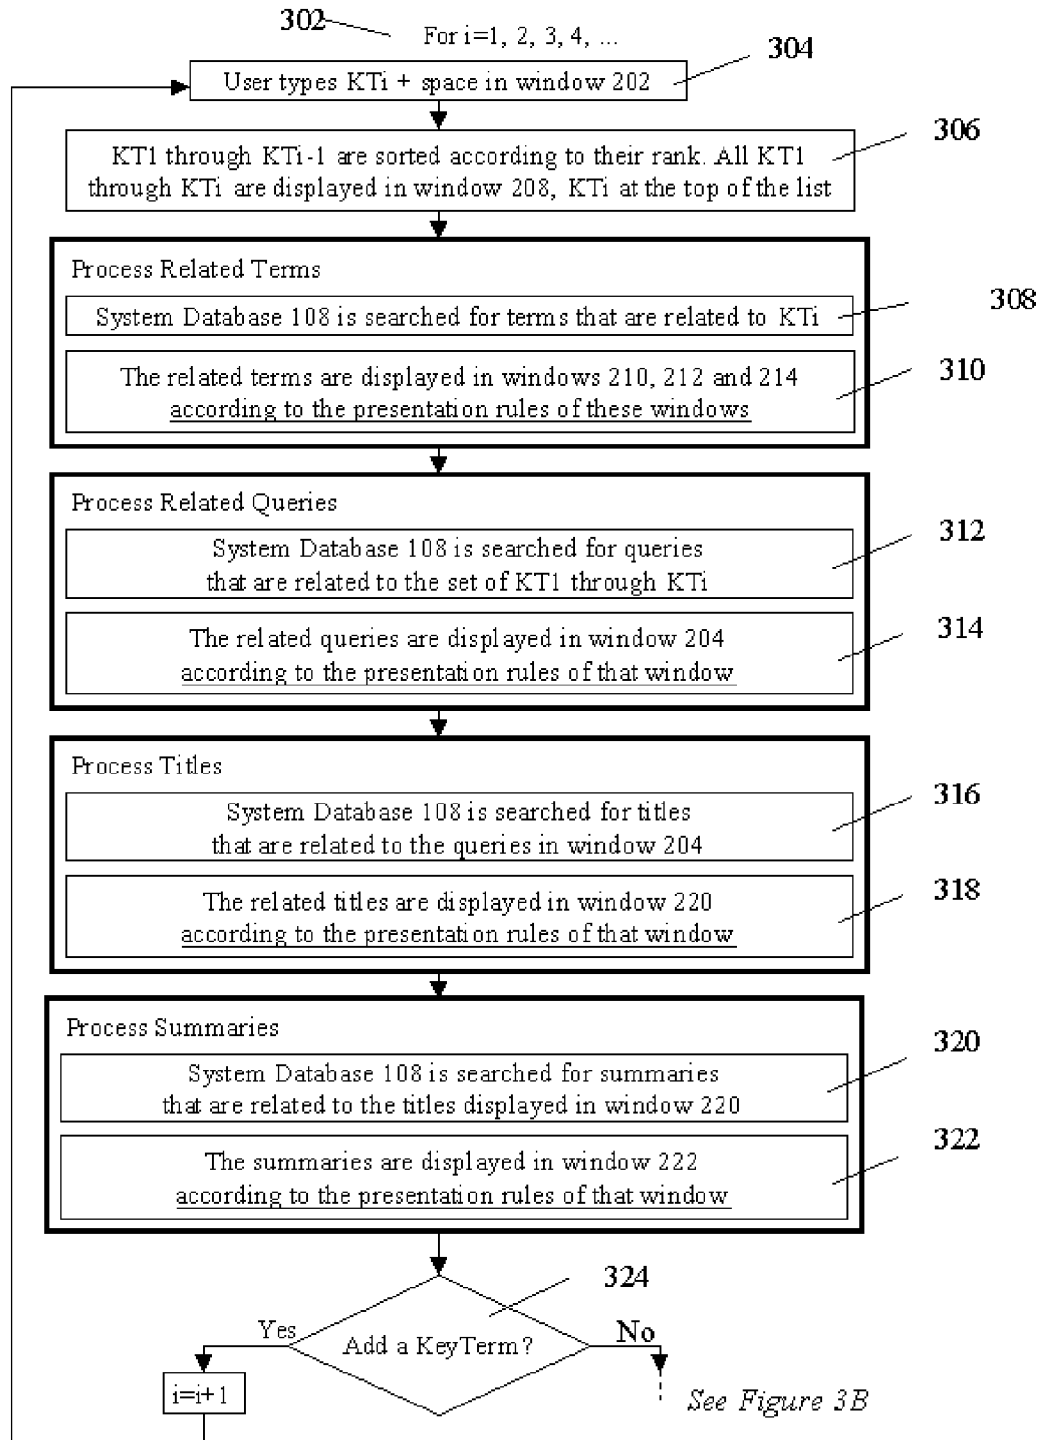 302
For i=1, 2, 3, 4, ...
304
User types KTi + space in window 202
306
KT1 through KTi-1 are sorted according to their rank. All KT1
through KTi are displayed in window 208, KTi at the top of the list
Process Related Terms
308
System Database 108 is searched for terms that are related to KTi
310
The related terms are displayed in windows 210, 212 and 214
according to the presentation rules of these windows
Process Related Queries
312
System Database 108 is searched for queries
that are related to the set of KT1 through KTi
314
The related queries are displayed in window 204
according to the presentation rules of that window
Process Titles
316
System Database 108 is searched for titles
that are related to the queries in window 204
318
The related titles are displayed in window 220
according to the presentation rules of that window
Process Summaries
320
System Database 108 is searched for summaries
that are related to the titles displayed in window 220
322
The summaries are displayed in window 222
according to the presentation rules of that window
324
Yes
Add a KeyTerm?
No
i=i+1
See Figure 3B